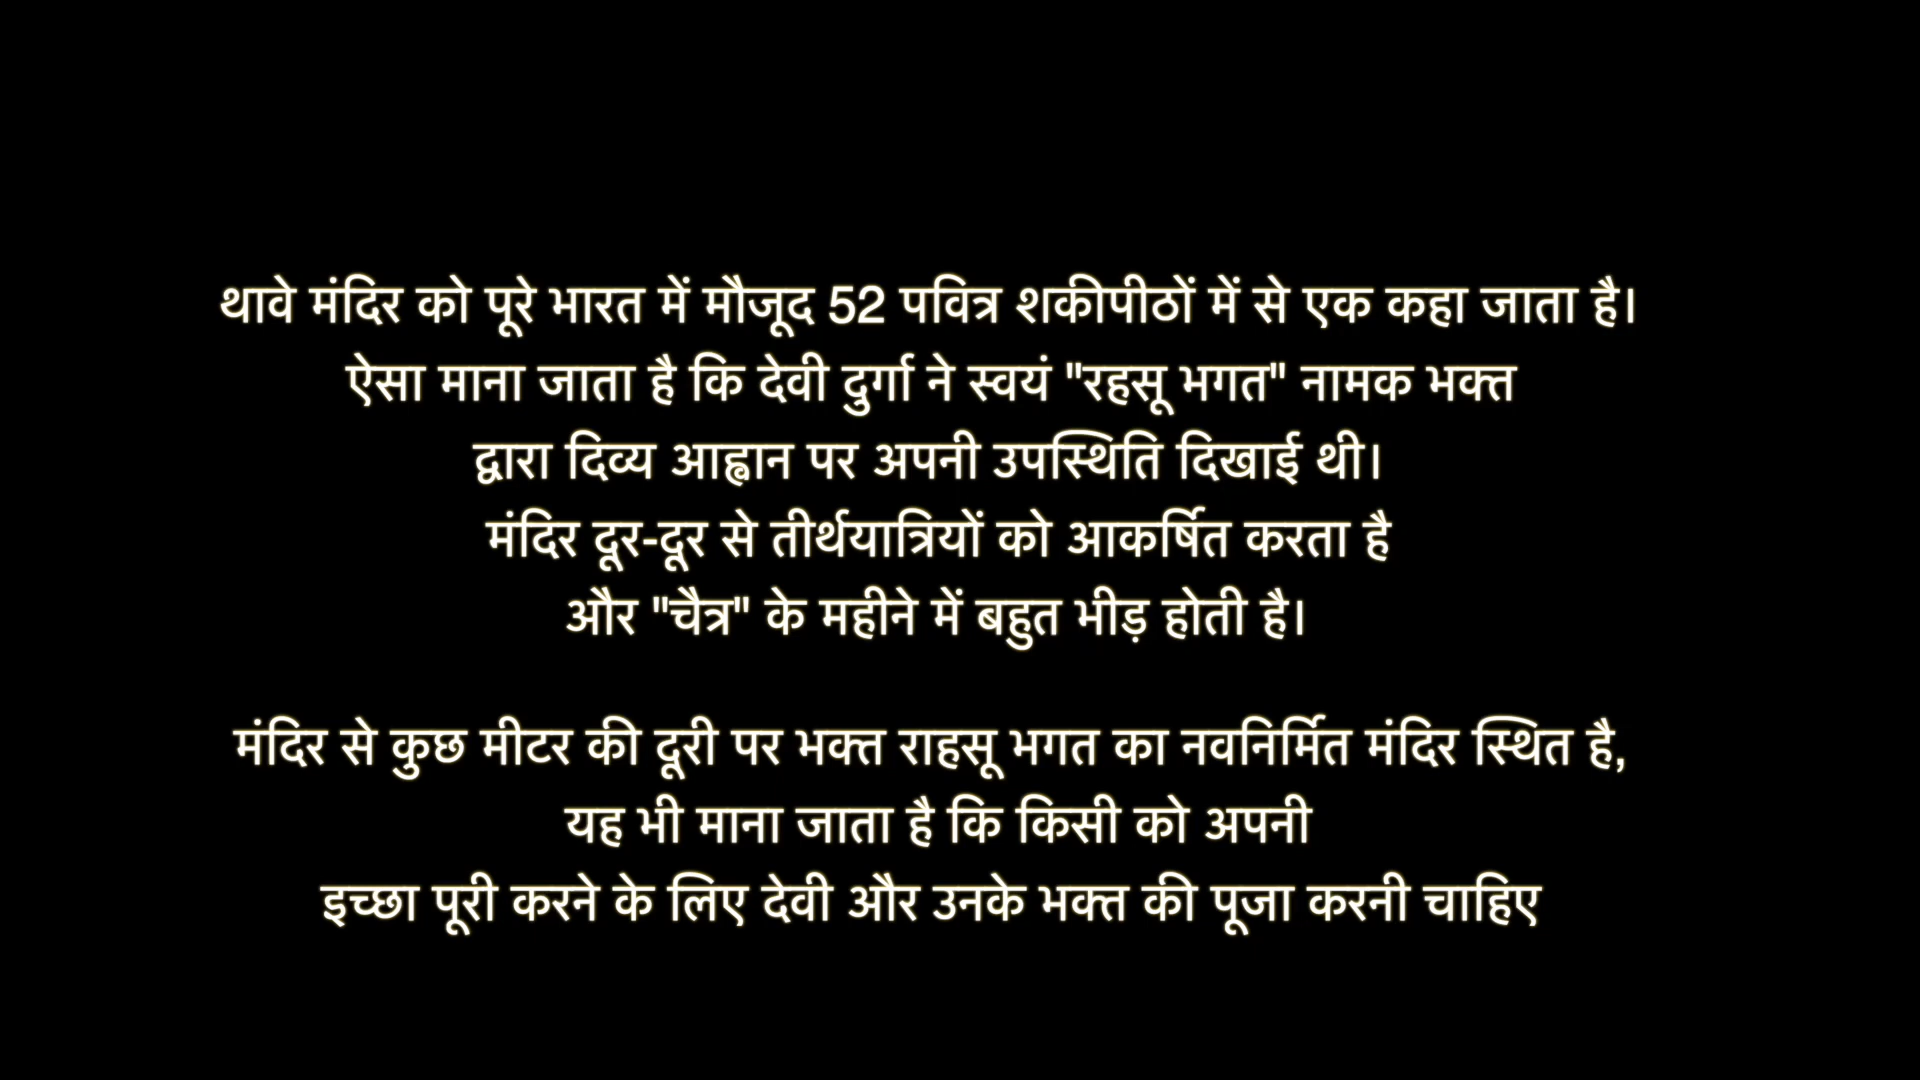 थावे मंदिर को पूरे भारत में मौजूद 52 पवित्र शकीपीठों में से एक कहा जाता है।
ऐसा माना जाता है कि देवी दुर्गा ने स्वयं "रहसू भगत" नामक भक्त
द्वारा दिव्य आह्वान पर अपनी उपस्थिति दिखाई थी।
मंदिर दूर-दूर से तीर्थयात्रियों को आकर्षित करता है
और "चैत्र" के महीने में बहुत भीड़ होती है।
मंदिर से कुछ मीटर की दूरी पर भक्त राहसू भगत का नवनिर्मित मंदिर स्थित है,
यह भी माना जाता है कि किसी को अपनी
इच्छा पूरी करने के लिए देवी और उनके भक्त की पूजा करनी चाहिए